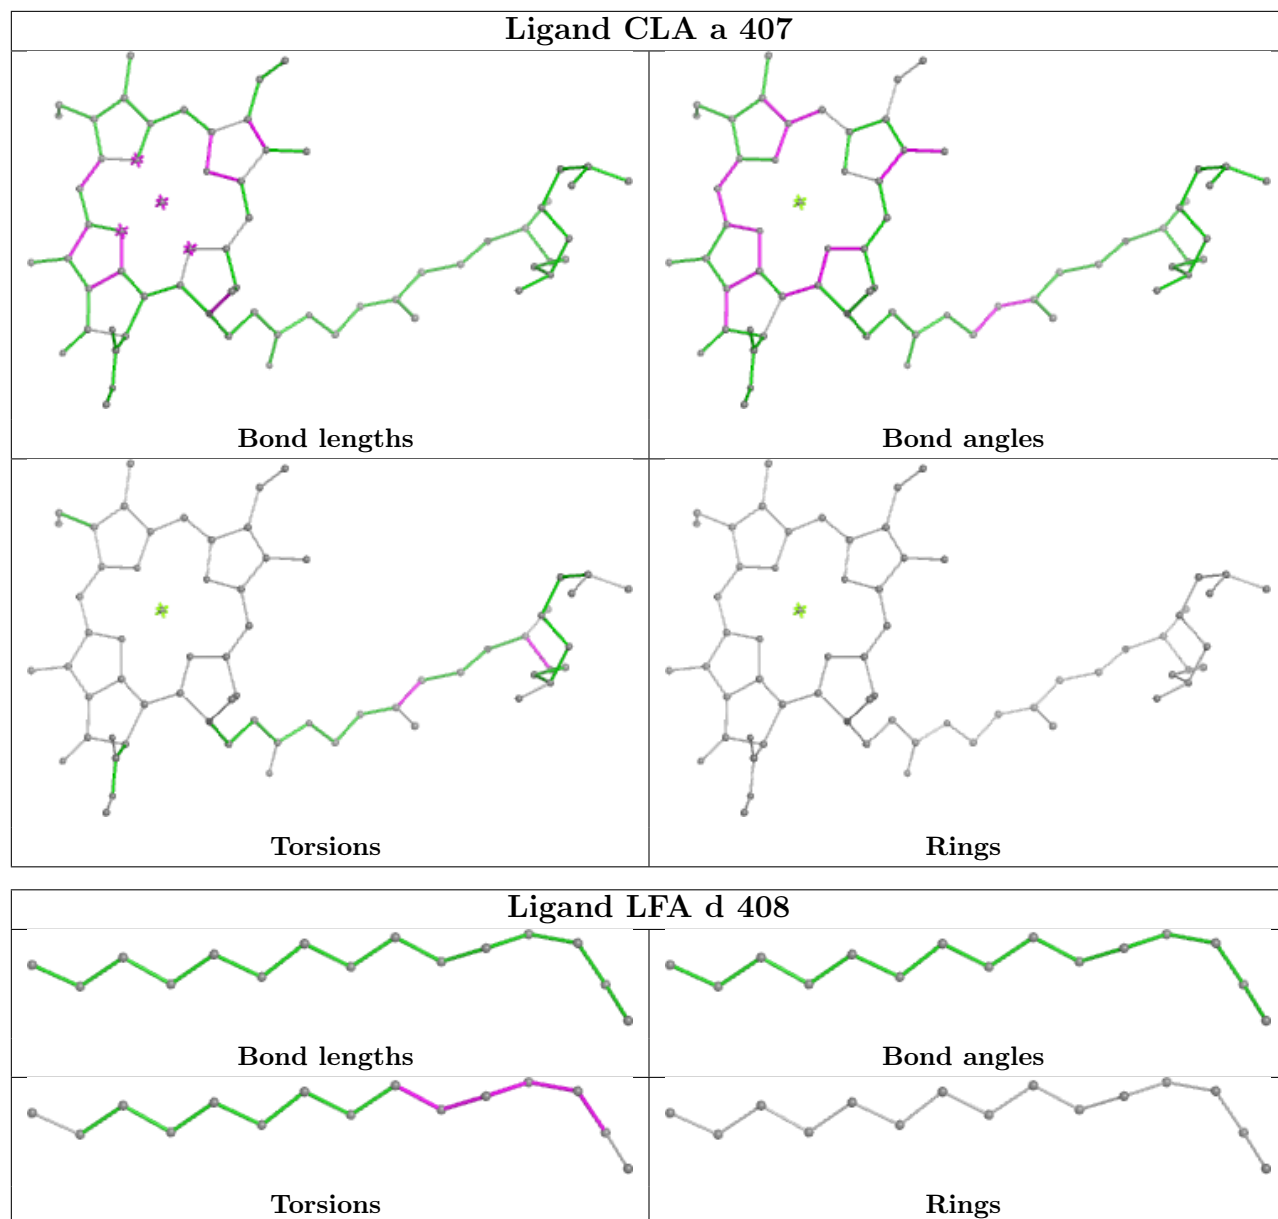 Ligand CLA a 407
Bond lengths
Bond angles
Torsions
Rings
Ligand LFA d 408
Bond lengths
Bond angles
Torsions
Rings